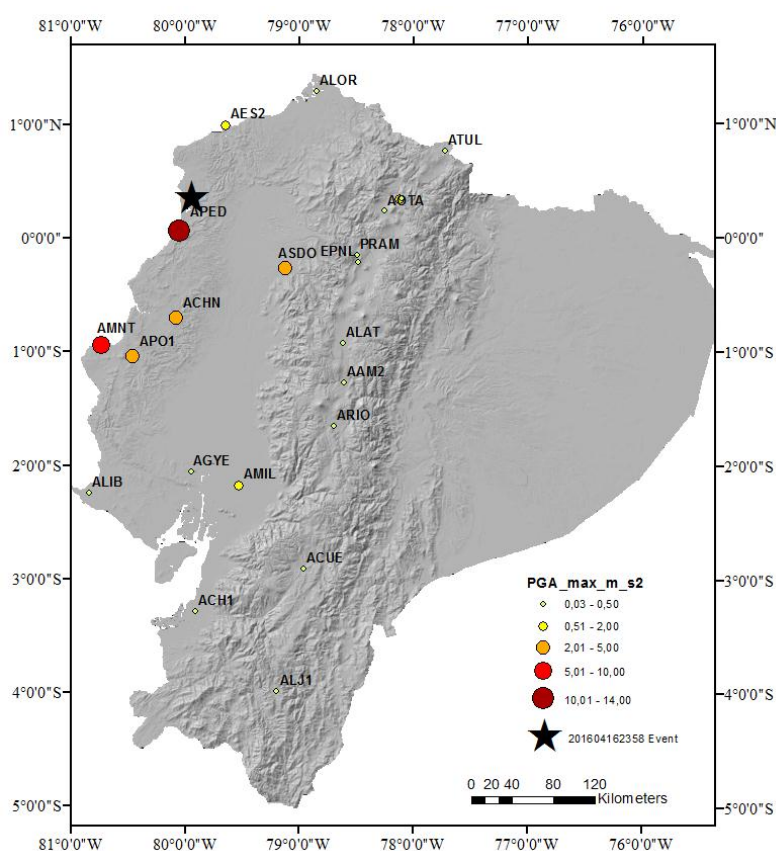 81°0'0"W 80°0'0"W 79°0'0"W 78°0'0"W 77°0'0"W 76°0'0"W
ALOR
AES2
1°0'0"N 1°0'0"N
ATUL
AOTA
APED
0°0'0" 0°0'0"
ASDO EPNL PRAM
ACHN
AMNT
APO1
ALAT
1°0'0"S 1°0'0"S
AAM2
ARIO
AGYE
AMIL
ALIB
2°0'0"S 2°0'0"S
ACUE
3°0'0"S 3°0'0"S
ACH1
ALJ1
4°0'0"S 4°0'0"S
5°0'0"S 5°0'0"S
PGA_max_m_s2
0,03 - 0,50
0,51 - 2,00
2,01 - 5,00
5,01 - 10,00
10,01 - 14,00
201604162358 Event
0 20 40 80 120
Kilometers
81°0'0"W 80°0'0"W 79°0'0"W 78°0'0"W 77°0'0"W 76°0'0"W